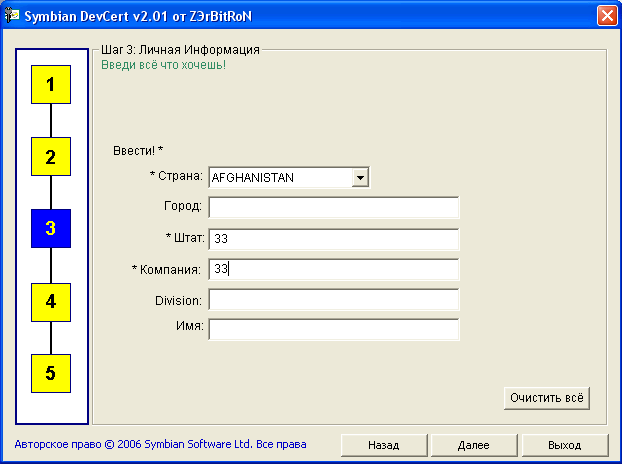 Symbian DevCert v2.01 от ZЭrBitRoN
1
2
3
4
5
Шаг 3: Личная Информация
Введи всё что хочешь!
Ввести! *
* Страна: AFGHANISTAN
Город:
* Штат: 33
* Компания: 33
Division:
Имя:
Очистить всё
Авторское право © 2006 Symbian Software Ltd. Все права
Назад Далее Выход